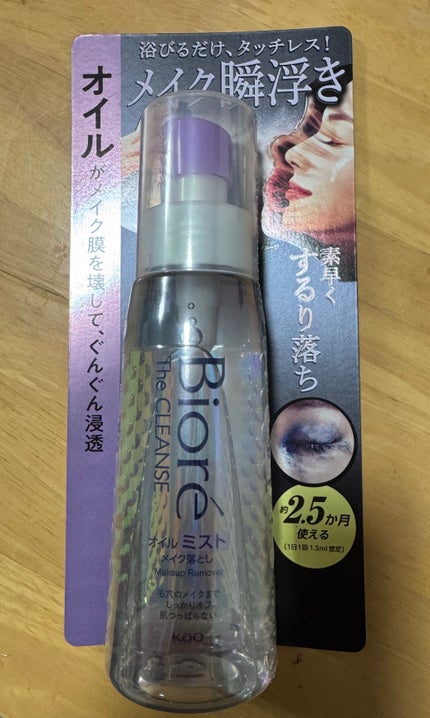 浴びるだけ、タッチレス!
メイク瞬浮き
オイルがメイク膜を壊して、ぐんぐん浸透
素早く
するり落ち
Bioré
The CLEANSE
オイルミスト
メイク落とし
Makeup Remover
毛穴のメイクまで
しっかりオフ
肌つっぱらない
Kao
約2.5か月
使える
(1日1回 1.5ml 想定)